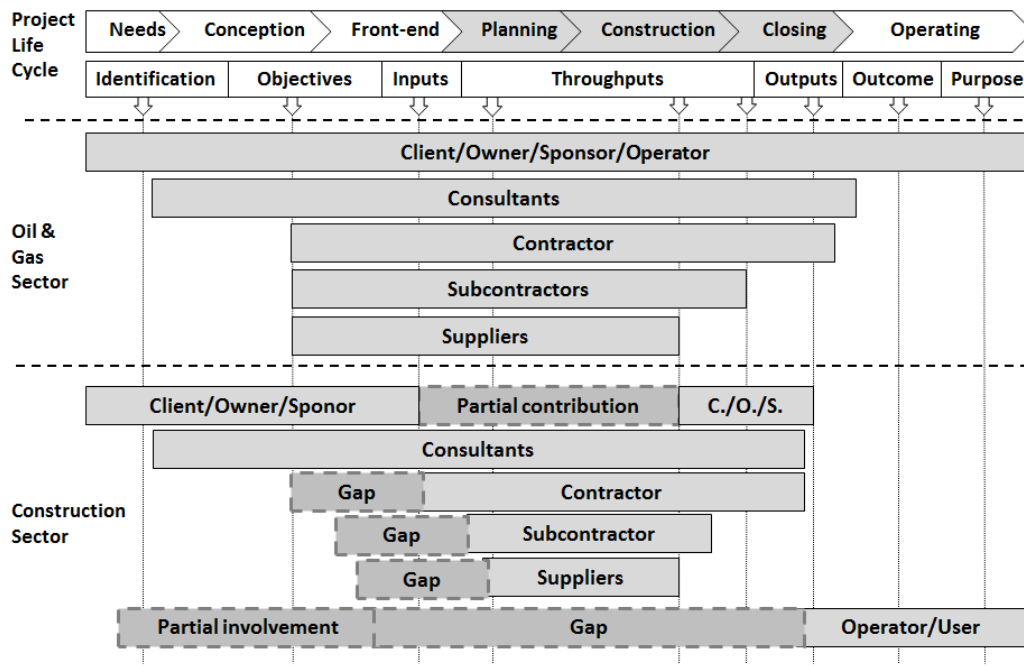 Project
Life
Cycle
Needs
Conception
Front-end
Planning
Construction
Closing
Operating
Identification
Objectives
Inputs
Throughputs
Outputs
Outcome
Purpose
Oil &
Gas
Sector
Client/Owner/Sponsor/Operator
Consultants
Contractor
Subcontractors
Suppliers
Construction
Sector
Client/Owner/Sponor
Partial contribution
C./O./S.
Consultants
Gap
Contractor
Gap
Subcontractor
Gap
Suppliers
Partial involvement
Gap
Operator/User